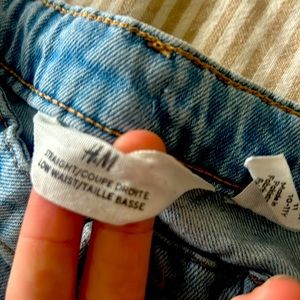 H&M
STRAIGHT/COUPE DROITE
LOW WAIST/TAILLE BASSE